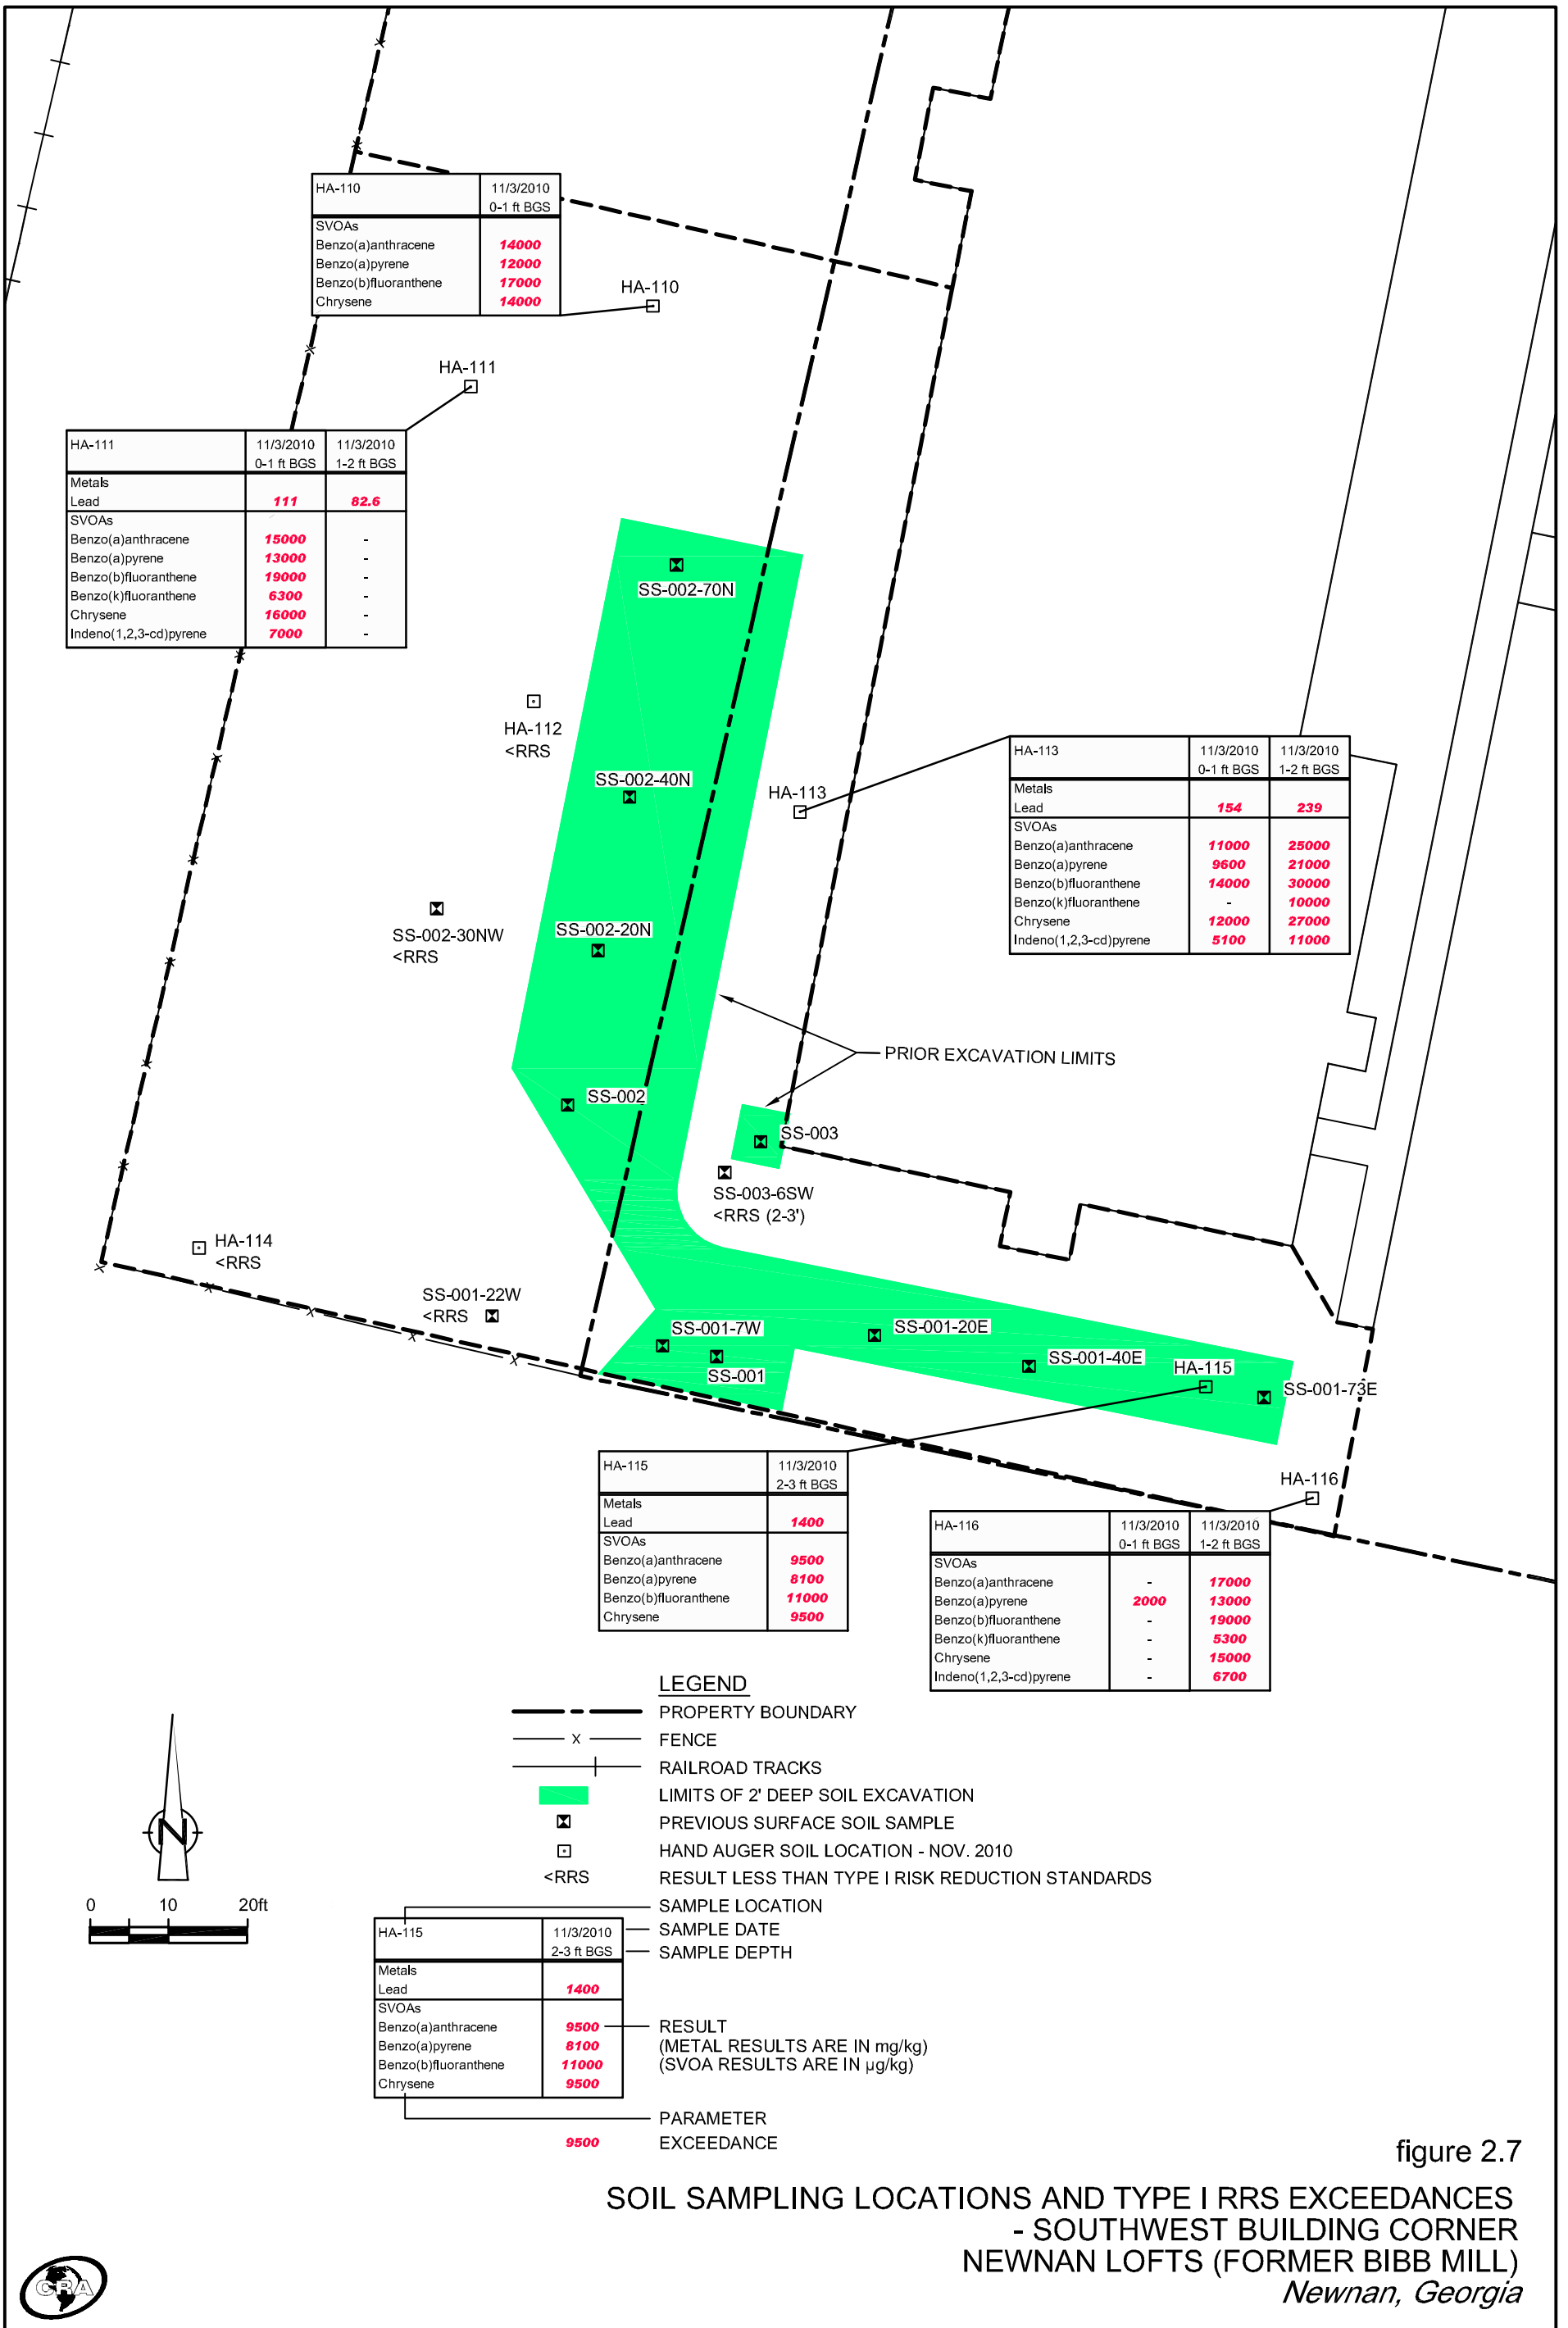 HA-110 11/3/2010
0-1 ft BGS
SVOAs
Benzo(a)anthracene 14000
Benzo(a)pyrene 12000
Benzo(b)fluoranthene 17000
Chrysene 14000
HA-110
HA-111
HA-111 11/3/2010 11/3/2010
0-1 ft BGS 1-2 ft BGS
Metals
Lead 111 82.6
SVOAs
Benzo(a)anthracene 15000 -
Benzo(a)pyrene 13000 -
Benzo(b)fluoranthene 19000 -
Benzo(k)fluoranthene 6300 -
Chrysene 16000 -
Indeno(1,2,3-cd)pyrene 7000 -
SS-002-70N
HA-112
<RRS
SS-002-40N
HA-113
HA-113 11/3/2010 11/3/2010
0-1 ft BGS 1-2 ft BGS
Metals
Lead 154 239
SVOAs
Benzo(a)anthracene 11000 25000
Benzo(a)pyrene 9600 21000
Benzo(b)fluoranthene 14000 30000
Benzo(k)fluoranthene - 10000
Chrysene 12000 27000
Indeno(1,2,3-cd)pyrene 5100 11000
SS-002-30NW
<RRS
SS-002-20N
PRIOR EXCAVATION LIMITS
SS-002
SS-003
SS-003-6SW
<RRS (2-3')
HA-114
<RRS
SS-001-22W
<RRS
SS-001-7W
SS-001
SS-001-20E
SS-001-40E
HA-115
SS-001-73E
HA-115 11/3/2010
2-3 ft BGS
Metals
Lead 1400
SVOAs
Benzo(a)anthracene 9500
Benzo(a)pyrene 8100
Benzo(b)fluoranthene 11000
Chrysene 9500
HA-116
HA-116 11/3/2010 11/3/2010
0-1 ft BGS 1-2 ft BGS
SVOAs
Benzo(a)anthracene - 17000
Benzo(a)pyrene 2000 13000
Benzo(b)fluoranthene - 19000
Benzo(k)fluoranthene - 5300
Chrysene - 15000
Indeno(1,2,3-cd)pyrene - 6700
LEGEND
PROPERTY BOUNDARY
x FENCE
RAILROAD TRACKS
LIMITS OF 2' DEEP SOIL EXCAVATION
PREVIOUS SURFACE SOIL SAMPLE
HAND AUGER SOIL LOCATION - NOV. 2010
<RRS RESULT LESS THAN TYPE I RISK REDUCTION STANDARDS
N
0 10 20ft
SAMPLE LOCATION
HA-115 11/3/2010 SAMPLE DATE
2-3 ft BGS SAMPLE DEPTH
Metals
Lead 1400
SVOAs
Benzo(a)anthracene 9500 RESULT
Benzo(a)pyrene 8100 (METAL RESULTS ARE IN mg/kg)
Benzo(b)fluoranthene 11000 (SVOA RESULTS ARE IN µg/kg)
Chrysene 9500
PARAMETER
9500 EXCEEDANCE
figure 2.7
SOIL SAMPLING LOCATIONS AND TYPE I RRS EXCEEDANCES
- SOUTHWEST BUILDING CORNER
NEWNAN LOFTS (FORMER BIBB MILL)
Newnan, Georgia
CRA